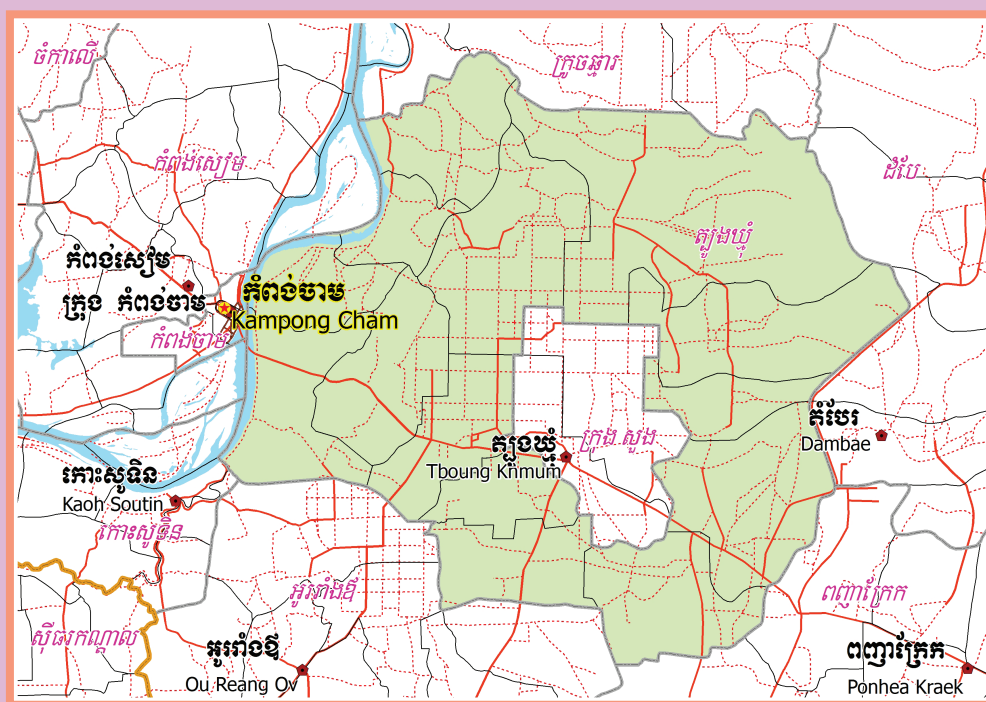 ចំការលើ
ក្រូចឆ្មារ
កំពង់សៀម
ដំបែ
ត្បូងឃ្មុំ
កំពង់សៀម
ក្រុង កំពង់ចាម
កំពង់ចាម
Kampong Cham
កំពង់ចាម
តំបែរ
Dambae
ត្បូងឃ្មុំ
Tboung Khmum
ក្រុង សួង
កោះសូទិន
Kaoh Soutin
កោះសូទិន
អូររាំងឪ
ពញាក្រែក
ស៊ីធរកណ្ដាល
អូររាំងឪ
Ou Reang Ov
ពញាក្រែក
Ponhea Kraek